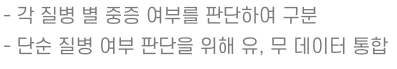 - 각 질병 별 중증 여부를 판단하여 구분
- 단순 질병 여부 판단을 위해 유, 무 데이터 통합